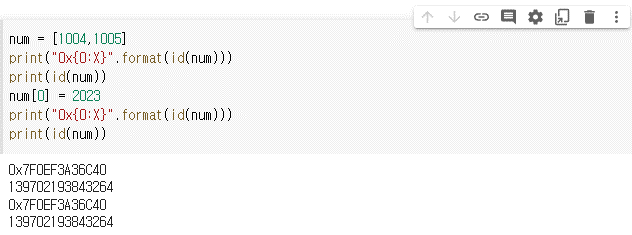 num = [1004,1005]
print("0x{0:X}".format(id(num)))
print(id(num))
num[0] = 2023
print("0x{0:X}".format(id(num)))
print(id(num))
0x7F0EF3A36C40
139702193843264
0x7F0EF3A36C40
139702193843264